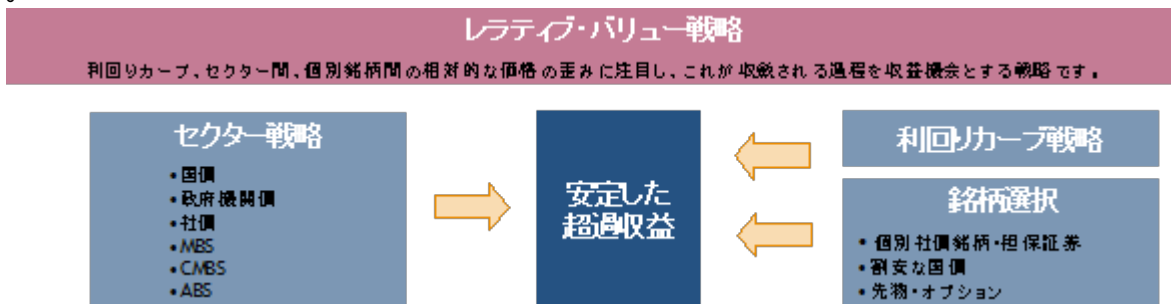 レラティブ・バリュー戦略
利回りカーブ、セクター間、個別銘柄間の相対的な価格の歪みに注目し、これが収斂される過程を収益機会とする戦略です。
セクター戦略
•国債
•政府機関債
•社債
•MBS
•CMBS
•ABS
安定した
超過収益
利回りカーブ戦略
銘柄選択
• 個別社債銘柄・担保証券
•割安な国債
•先物・オプション